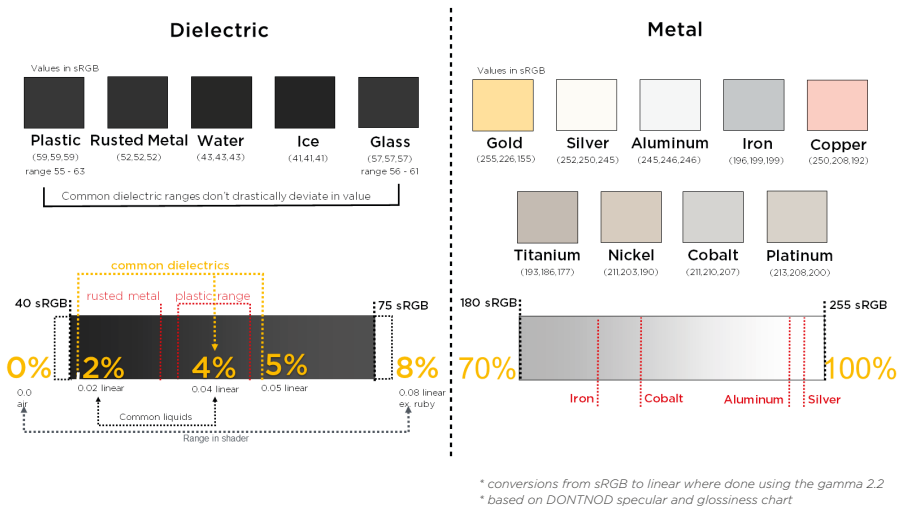 Dielectric
Values in sRGB
Plastic
(59,59,59)
range 55 - 63
Rusted Metal
(52,52,52)
Water
(43,43,43)
Ice
(41,41,41)
Glass
(57,57,57)
range 56 - 61
Common dielectric ranges don't drastically deviate in value
common dielectrics
rusted metal
plastic range
40 sRGB
75 sRGB
0%
2%
4%
5%
8%
0.0
air
0.02 linear
0.04 linear
0.05 linear
0.08 linear
ex. ruby
Common liquids
Range in shader
Metal
Values in sRGB
Gold
(255,226,155)
Silver
(252,250,245)
Aluminum
(245,246,246)
Iron
(196,199,199)
Copper
(250,208,192)
Titanium
(193,186,177)
Nickel
(211,203,190)
Cobalt
(211,210,207)
Platinum
(213,208,200)
180 sRGB
255 sRGB
70%
100%
Iron
Cobalt
Aluminum
Silver
* conversions from sRGB to linear where done using the gamma 2.2
* based on DONTNOD specular and glossiness chart